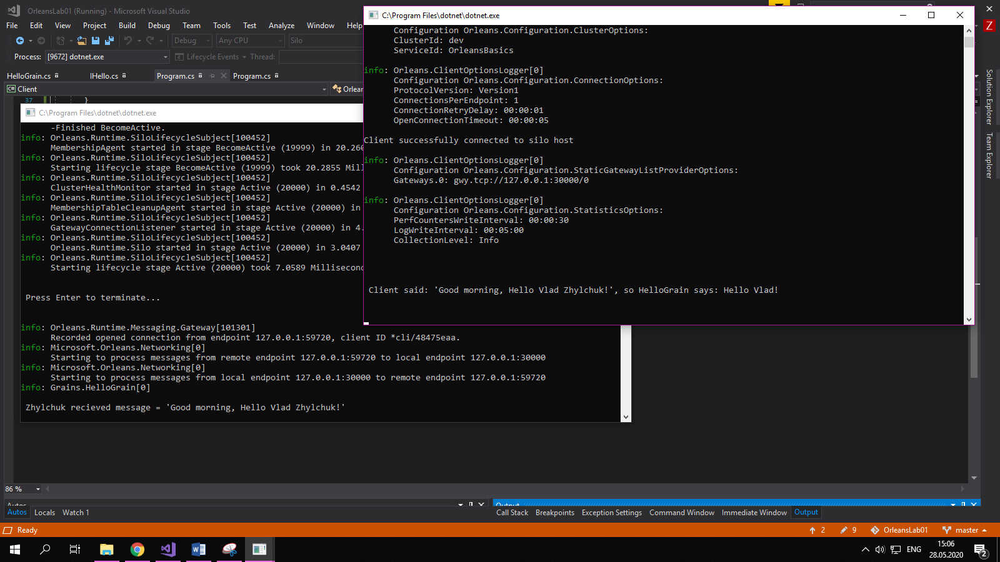 OrleansLab01 (Running) - Microsoft Visual Studio
File Edit View Project Build Debug Team Tools Test Analyze Window Help
Debug Any CPU Silo
Process: [9672] dotnet.exe Lifecycle Events Thread:
HelloGrain.cs IHello.cs Program.cs Program.cs
C# Client Orlean
37 }
C:\Program Files\dotnet\dotnet.exe
-Finished BecomeActive.
info: Orleans.Runtime.SiloLifecycleSubject[100452]
MembershipAgent started in stage BecomeActive (19999) in 20.260
info: Orleans.Runtime.SiloLifecycleSubject[100452]
Starting lifecycle stage BecomeActive (19999) took 20.2855 Mill
info: Orleans.Runtime.SiloLifecycleSubject[100452]
ClusterHealthMonitor started in stage Active (20000) in 0.4542
info: Orleans.Runtime.SiloLifecycleSubject[100452]
MembershipTableCleanupAgent started in stage Active (20000) in
info: Orleans.Runtime.SiloLifecycleSubject[100452]
GatewayConnectionListener started in stage Active (20000) in 4.
info: Orleans.Runtime.SiloLifecycleSubject[100452]
Orleans.Runtime.Silo started in stage Active (20000) in 3.0407
info: Orleans.Runtime.SiloLifecycleSubject[100452]
Starting lifecycle stage Active (20000) took 7.0589 Millisecond
Press Enter to terminate...
info: Orleans.Runtime.Messaging.Gateway[101301]
Recorded opened connection from endpoint 127.0.0.1:59720, client ID *cli/48475eaa.
info: Microsoft.Orleans.Networking[0]
Starting to process messages from remote endpoint 127.0.0.1:59720 to local endpoint 127.0.0.1:30000
info: Microsoft.Orleans.Networking[0]
Starting to process messages from local endpoint 127.0.0.1:30000 to remote endpoint 127.0.0.1:59720
info: Grains.HelloGrain[0]
Zhylchuk recieved message = 'Good morning, Hello Vlad Zhylchuk!'
C:\Program Files\dotnet\dotnet.exe
Configuration Orleans.Configuration.ClusterOptions:
ClusterId: dev
ServiceId: OrleansBasics
info: Orleans.ClientOptionsLogger[0]
Configuration Orleans.Configuration.ConnectionOptions:
ProtocolVersion: Version1
ConnectionsPerEndpoint: 1
ConnectionRetryDelay: 00:00:01
OpenConnectionTimeout: 00:00:05
Client successfully connected to silo host
info: Orleans.ClientOptionsLogger[0]
Configuration Orleans.Configuration.StaticGatewayListProviderOptions:
Gateways.0: gwy.tcp://127.0.0.1:30000/0
info: Orleans.ClientOptionsLogger[0]
Configuration Orleans.Configuration.StatisticsOptions:
PerfCountersWriteInterval: 00:00:30
LogWriteInterval: 00:05:00
CollectionLevel: Info
Client said: 'Good morning, Hello Vlad Zhylchuk!', so HelloGrain says: Hello Vlad!
Z
Solution Explorer
Team Explorer
86 %
Autos
Output
Autos Locals Watch 1
Call Stack Breakpoints Exception Settings Command Window Immediate Window Output
Ready 2 9 OrleansLab01 master
ENG
15:06
28.05.2020
2